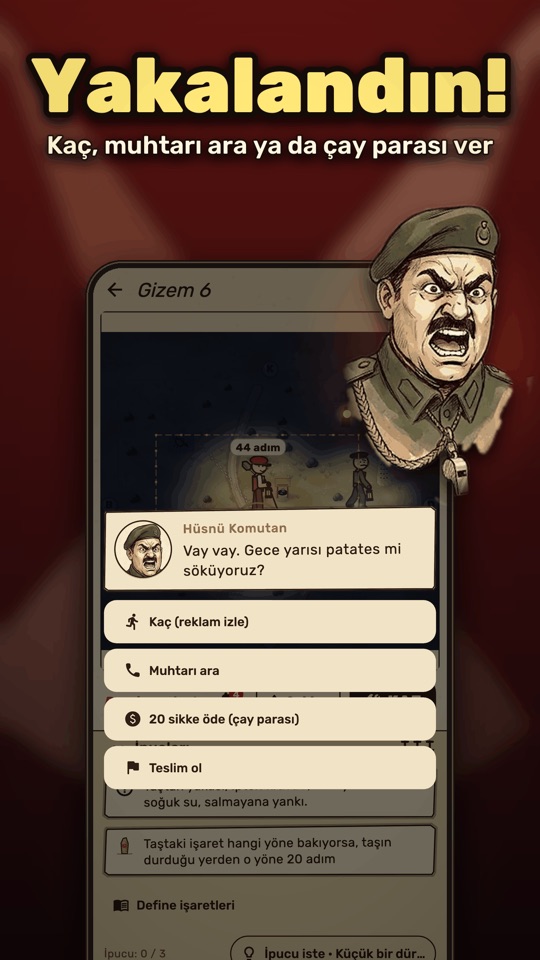 Yakalandın!
Kaç, muhtarı ara ya da çay parası ver
Gizem 6
44 adım
Hüsnü Komutan
Vay vay. Gece yarısı patates mi
söküyoruz?
Kaç (reklam izle)
Muhtarı ara
20 sikke öde (çay parası)
Teslim ol
soğuk su, salmayana yankı.
Taştaki işaret hangi yöne bakıyorsa, taşın
durduğu yerden o yöne 20 adım
Define işaretleri
İpucu: 0 / 3
İpucu iste • Küçük bir dür...